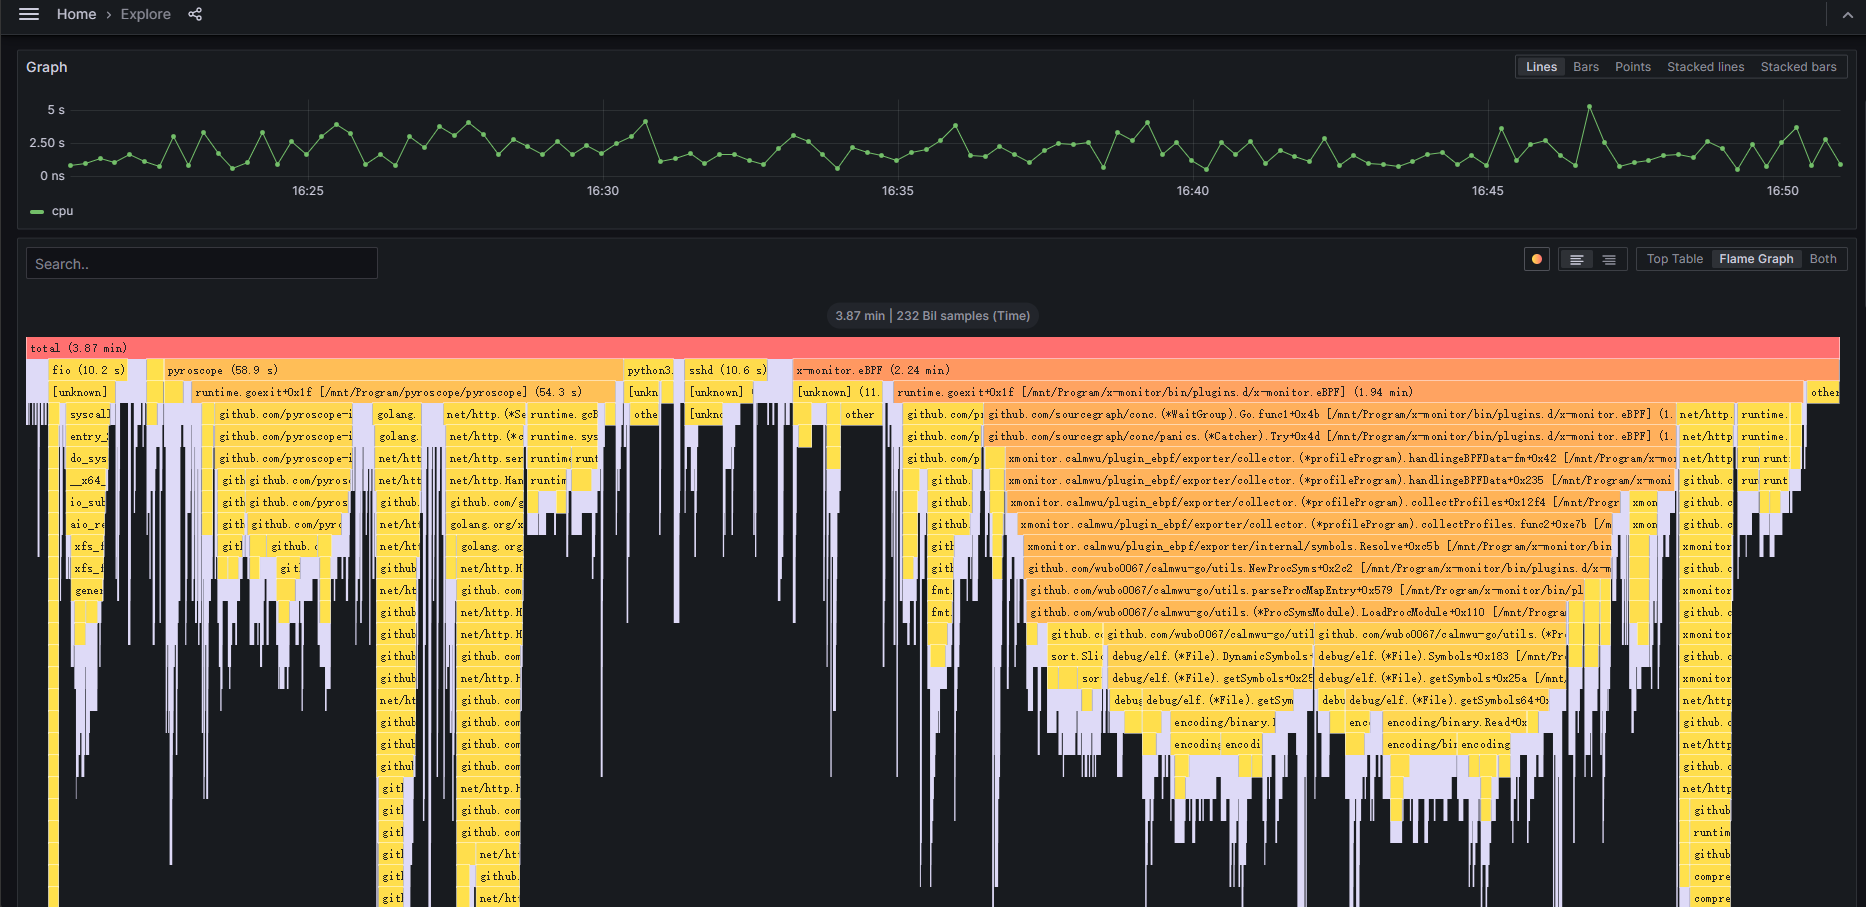 Home › Explore
Graph
Lines Bars Points Stacked lines Stacked bars
5 s
2.50 s
0 ns
16:25 16:30 16:35 16:40 16:45 16:50
cpu
Search..
Top Table Flame Graph Both
3.87 min | 232 Bil samples (Time)
total (3.87 min)
fio (10.2 s) pyroscope (58.9 s) python3. sshd (10.6 s) x-monitor.eBPF (2.24 min)
[unknown] runtime.goexit+0x1f [/mnt/Program/pyroscope/pyroscope] (54.3 s) [unkn [unknown] [unknown] (11. runtime.goexit+0x1f [/mnt/Program/x-monitor/bin/plugins.d/x-monitor.eBPF] (1.94 min) other
syscall github.com/pyroscope-i golang. net/http.(*Se runtime.gcB othe [unkno other github.com/p github.com/sourcegraph/conc.(*WaitGroup).Go.func1+0x4b [/mnt/Program/x-monitor/bin/plugins.d/x-monitor.eBPF] (1. net/http. runtime.
entry_ github.com/pyroscope-i golang. net/http.(*c runtime.sys github.com/p github.com/sourcegraph/conc/panics.(*Catcher).Try+0x4d [/mnt/Program/x-monitor/bin/plugins.d/x-monitor.eBPF] (1. net/http runtime.
do_sys github.com/pyroscope-i net/htt net/http.ser runtime runt github.com/p xmonitor.calmwu/plugin_ebpf/exporter/collector.(*profileProgram).handlingeBPFData-fm+0x42 [/mnt/Program/x-mo net/http run runt
__x64_ gith github.com/pyros net/htt net/http.Han runtim github. xmonitor.calmwu/plugin_ebpf/exporter/collector.(*profileProgram).handlingeBPFData+0x235 [/mnt/Program/x-moni github.c run runt
io_sub gith github.com/pyro github. github.com/g github. xmonitor.calmwu/plugin_ebpf/exporter/collector.(*profileProgram).collectProfiles+0x12f4 [/mnt/Progr xmon github.c
aio_re gith github.com/pyrc net/ht golang.org/x github. xmonitor.calmwu/plugin_ebpf/exporter/collector.(*profileProgram).collectProfiles.func2+0xe7b [/m xmon github.c
xfs_f gitl github.c net/ht golang.org. gith xmonitor.calmwu/plugin_ebpf/exporter/internal/symbols.Resolve+0xc5b [/mnt/Program/x-monitor/bin xmonitor
xfs_f git github net/http.H gith github.com/wubo0067/calmwu-go/utils.NewProcSyms+0x2c2 [/mnt/Program/x-monitor/bin/plugins.d/x-m github.c
gener net/h github.com fmt. github.com/wubo0067/calmwu-go/utils.parseProcMapEntry+0x579 [/mnt/Program/x-monitor/bin/pl xmonitor
github net/http.H fmt. github.com/wubo0067/calmwu-go/utils.(*ProcSymsModule).LoadProcModule+0x110 [/mnt/Progra github.c
github net/http.H github.c github.com/wubo0067/calmwu-go/util github.com/wubo0067/calmwu-go/utils.(*Pr xmonitor
github github.com sort.Sli debug/elf.(*File).DynamicSymbols+ debug/elf.(*File).Symbols+0x183 [/mnt/Pr github.c
github net/http.H sor debug/elf.(*File).getSymbols+0x25 debug/elf.(*File).getSymbols+0x25a [/mnt, xmonitor
net/h github.com debug debug/elf.(*File).getSym debu debug/elf.(*File).getSymbols64+0x net/http
github github.com encoding/binary. enc encoding/binary.Read+0x github.c
github github.com encoding encodi encoding/bi encoding net/http
github github.com github.c
gitl net/http.H net/http
gitl github.com github
gitl github.com runtim
gitl net/ht github
gitl github. compre
gitl net/ht compre